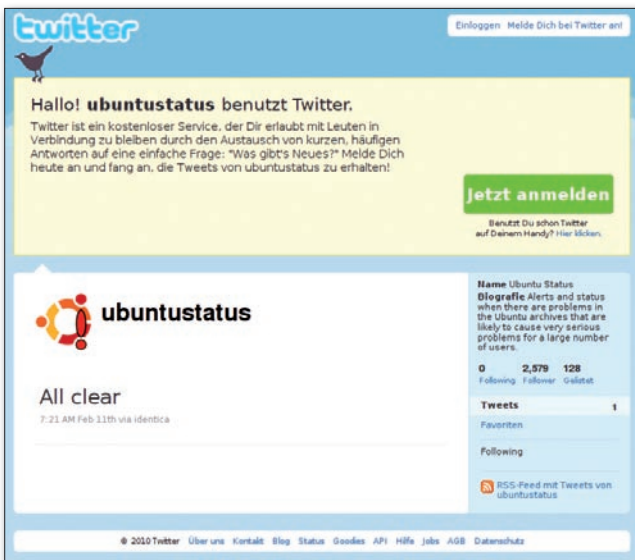 twitter
Einloggen Melde Dich bei Twitter an!
Hallo! ubuntustatus benutzt Twitter.
Twitter ist ein kostenloser Service, der Dir erlaubt mit Leuten in
Verbindung zu bleiben durch den Austausch von kurzen, häufigen
Antworten auf eine einfache Frage: "Was gibt's Neues?" Melde Dich
heute an und fang an, die Tweets von ubuntustatus zu erhalten!
Jetzt anmelden
Benutzt Du schon Twitter
auf Deinem Handy? Hier klicken.
ubuntustatus
All clear
7:21 AM Feb 11th via identica
Name Ubuntu Status
Biografie Alerts and status
when there are problems in
the Ubuntu archives that are
likely to cause very serious
problems for a large number
of users.
0 2,579 128
Following Follower Gelistet
Tweets 1
Favoriten
Following
RSS-Feed mit Tweets von
ubuntustatus
© 2010 Twitter Über uns Kontakt Blog Status Goodies API Hilfe Jobs AGB Datenschutz